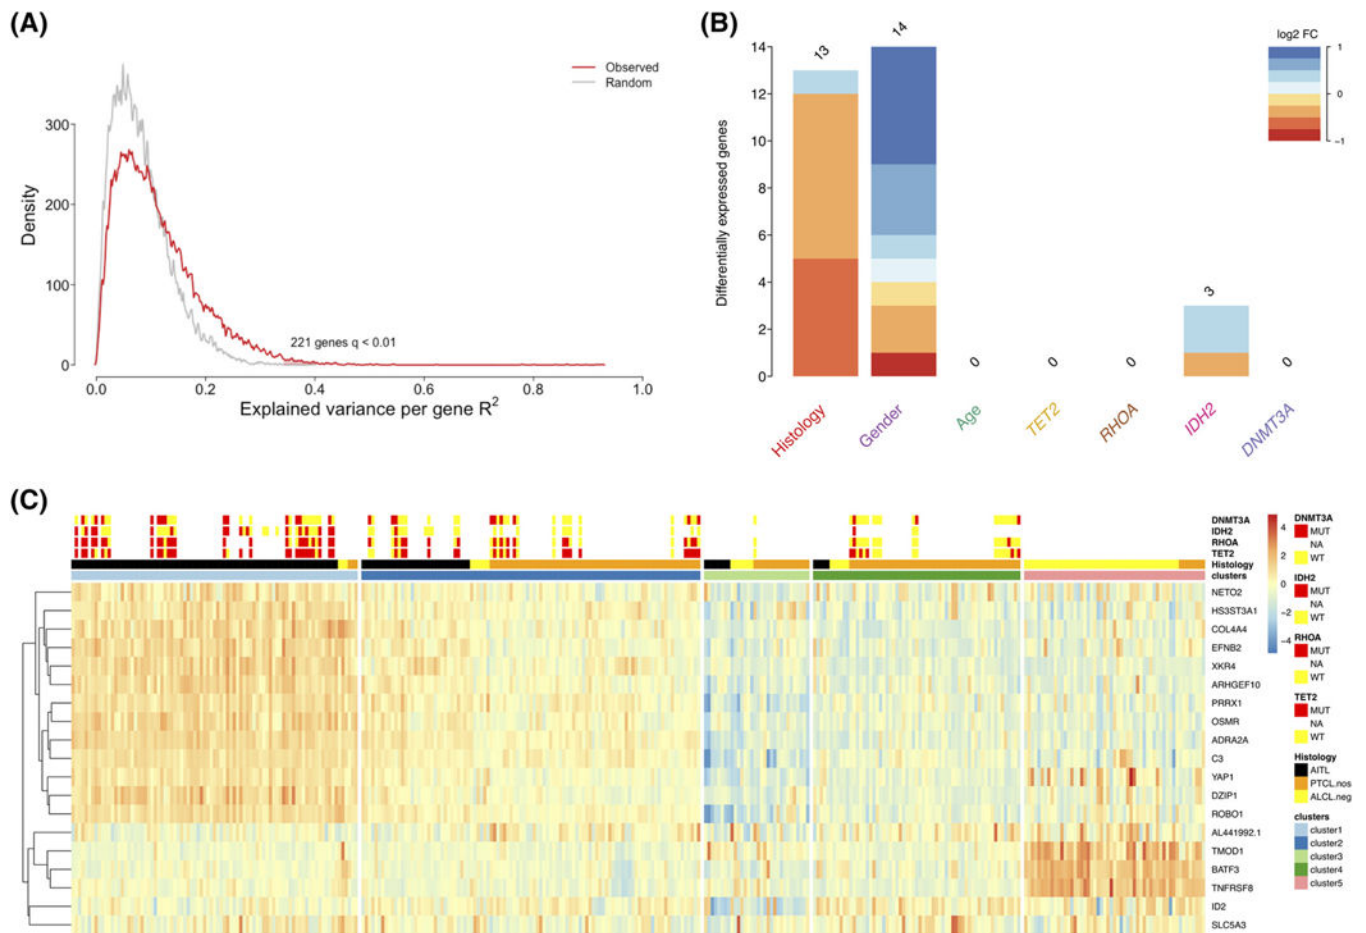 (A)
Observed
Random
300
200
100
0
Density
221 genes q < 0.01
0.0 0.2 0.4 0.6 0.8 1.0
Explained variance per gene R²
(B)
13 14
log2 FC
1
0
−1
14
12
10
8
6
4
2
0
Differentially expressed genes
0 0 0 3 0
Histology Gender Age TET2 RHOA IDH2 DNMT3A
(C)
DNMT3A
IDH2
RHOA
TET2
Histology
clusters
NETO2
HS3ST3A1
COL4A4
EFNB2
XKR4
ARHGEF10
PRRX1
OSMR
ADRA2A
C3
YAP1
DZIP1
ROBO1
AL441992.1
TMOD1
BATF3
TNFRSF8
ID2
SLC5A3
4
2
0
−2
−4
DNMT3A
MUT
NA
WT
IDH2
MUT
NA
WT
RHOA
MUT
NA
WT
TET2
MUT
NA
WT
Histology
AITL
PTCL.nos
ALCL.neg
clusters
cluster1
cluster2
cluster3
cluster4
cluster5